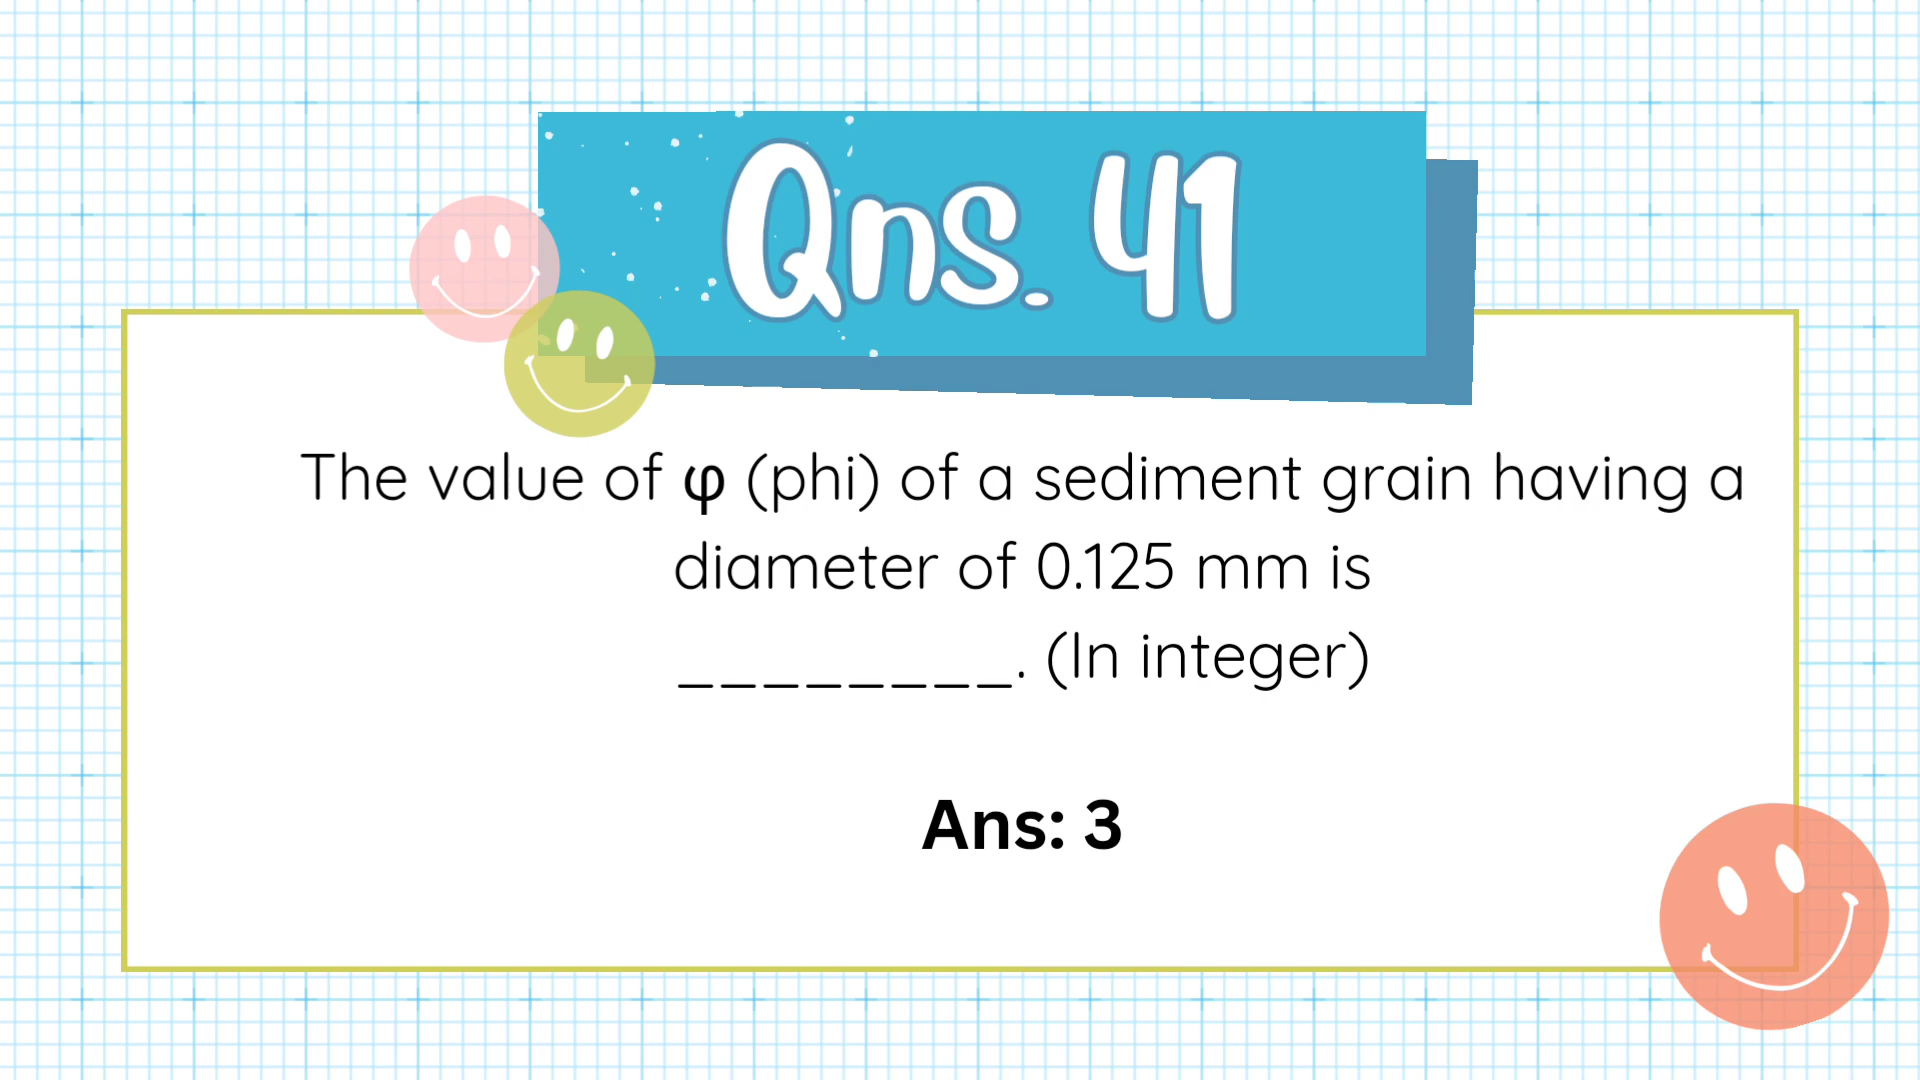 Qns. 41
The value of φ (phi) of a sediment grain having a
diameter of 0.125 mm is
________. (In integer)
Ans: 3